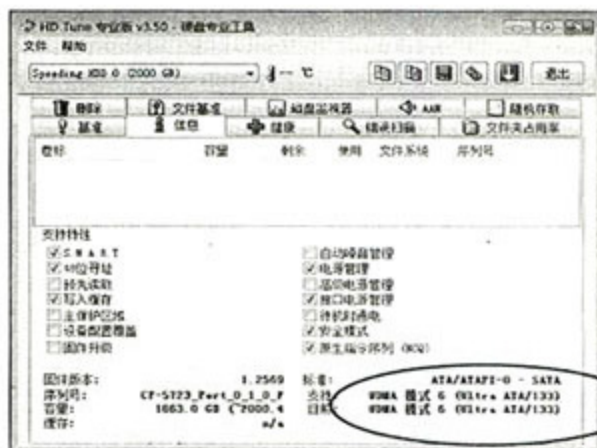 HD Tune 专业版 v3.50 - 硬盘专业工具
文件 帮助
Speeding HDD 0 (2000 GB) -- ℃ 退出
删除 文件基准 磁盘监视器 AAM 随机存取
基准 信息 健康 错误扫描 文件夹占用率
卷标 容量 剩余 使用 文件系统 序列号
支持特性
S.M.A.R.T 自动噪音管理
48位寻址 电源管理
预先读取 高级电源管理
写入缓存 接口电源管理
主保护区域 待机时通电
设备配置覆盖 安全模式
固件升级 原生指令序列 (NCQ)
固件版本: 1.2569 标准: ATA/ATAPI-0 - SATA
序列号: CP-5723_Port_0_1_0_F 支持: UDMA 模式 6 (Ultra ATA/133)
容量: 1863.0 GB (~2000.4 目前: UDMA 模式 6 (Ultra ATA/133)
缓存: n/a